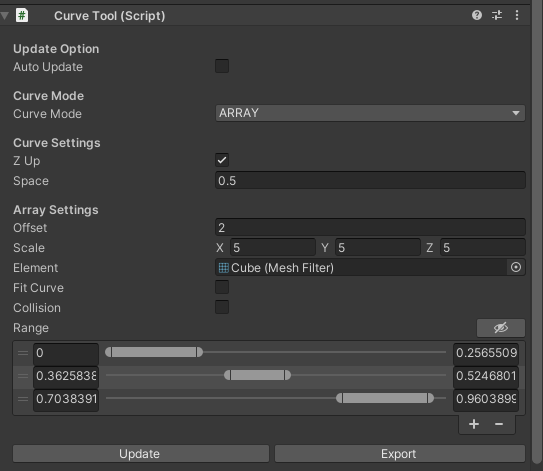 Curve Tool (Script)
Update Option
Auto Update
Curve Mode
Curve Mode ARRAY
Curve Settings
Z Up
Space 0.5
Array Settings
Offset 2
Scale X 5 Y 5 Z 5
Element Cube (Mesh Filter)
Fit Curve
Collision
Range
0 0.2565509
0.3625838 0.5246801
0.7038391 0.9603899
+ −
Update Export